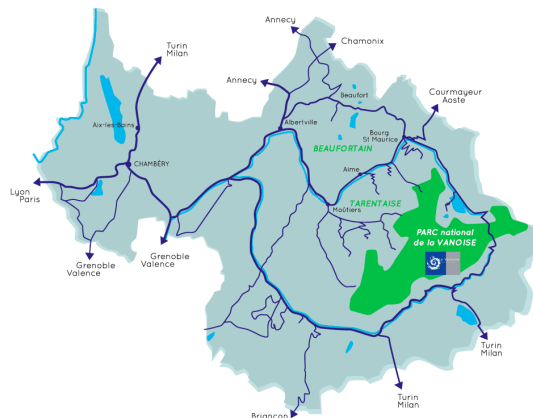 Annecy
Chamonix
Turin
Milan
Annecy
Beaufort
Courmayeur
Aoste
Aix-les-Bains
Albertville
Bourg
St Maurice
BEAUFORTAIN
CHAMBÉRY
Aime
Lyon
Paris
TARENTAISE
Moûtiers
PARC national
de la VANOISE
Grenoble
Valence
Grenoble
Valence
Turin
Milan
Turin
Milan
Briançon